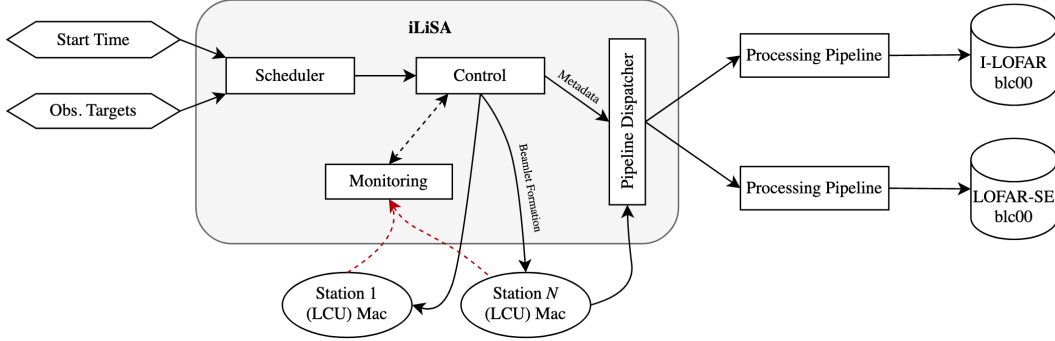 iLiSA
Start Time
Obs. Targets
Scheduler
Control
Metadata
Pipeline Dispatcher
Monitoring
Beamlet Formation
Station 1
(LCU) Mac
Station N
(LCU) Mac
Processing Pipeline
I-LOFAR
blc00
Processing Pipeline
LOFAR-SE
blc00